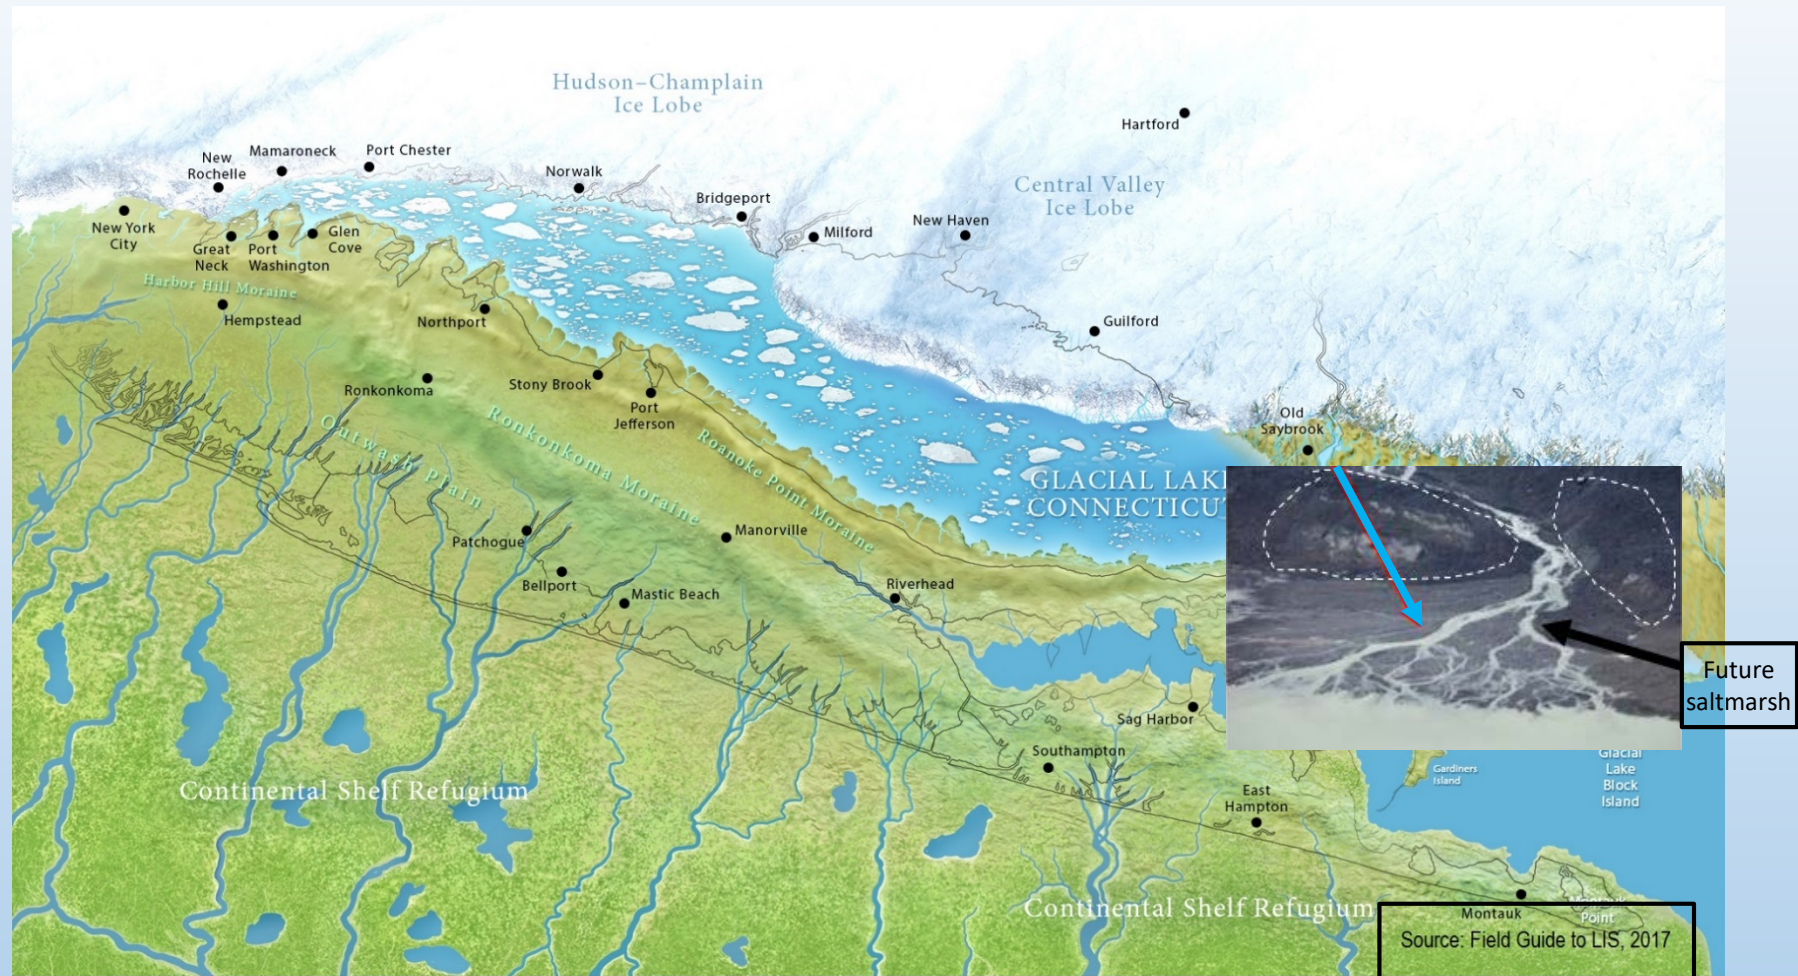 Hudson–Champlain
Ice Lobe
Hartford
Mamaroneck
Port Chester
New
Rochelle
Norwalk
Central Valley
Ice Lobe
Bridgeport
New Haven
Milford
New York
City
Great
Neck
Port
Washington
Glen
Cove
Harbor Hill Moraine
Hempstead
Northport
Guilford
Ronkonkoma
Stony Brook
Port
Jefferson
Old
Saybrook
Outwash Plain
Ronkonkoma Moraine
Roanoke Point Moraine
GLACIAL LAKE
CONNECTICU
Patchogue
Manorville
Bellport
Mastic Beach
Riverhead
Future
saltmarsh
Sag Harbor
Southampton
Glacial
Lake
Block
Island
Gardiners
Island
Continental Shelf Refugium
East
Hampton
Continental Shelf Refugium
Montauk
Montauk
Point
Source: Field Guide to LIS, 2017